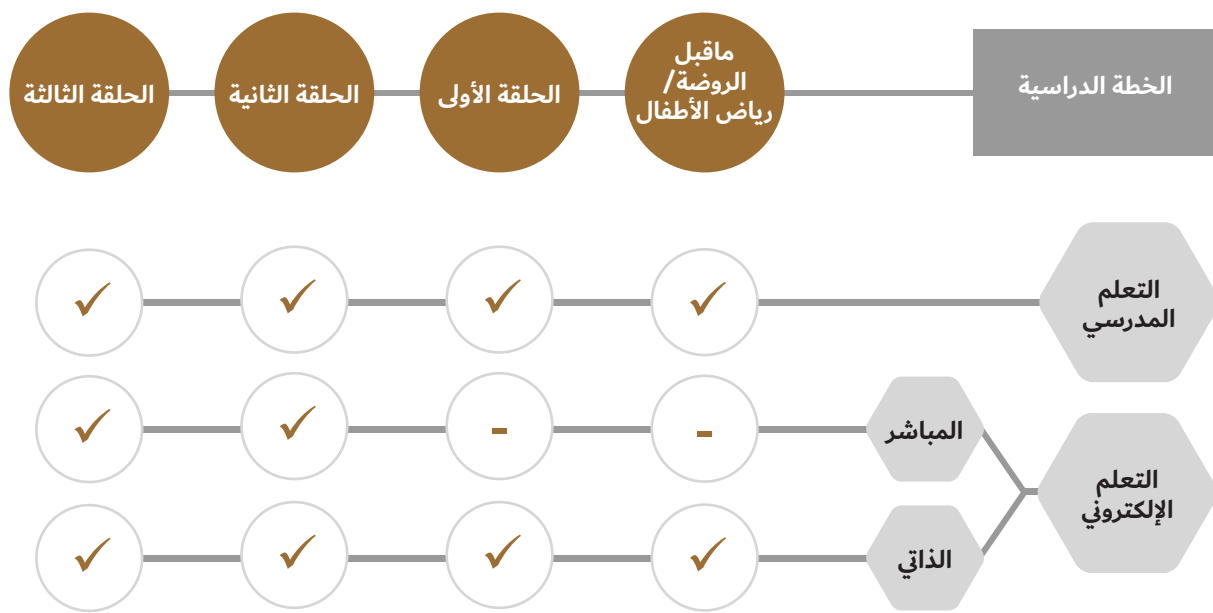 الخطة الدراسية
ماقبل
الروضة/
رياض الأطفال
الحلقة الأولى
الحلقة الثانية
الحلقة الثالثة
التعلم
المدرسي
✓ ✓ ✓ ✓
التعلم
الإلكتروني
المباشر
- - ✓ ✓
الذاتي
✓ ✓ ✓ ✓